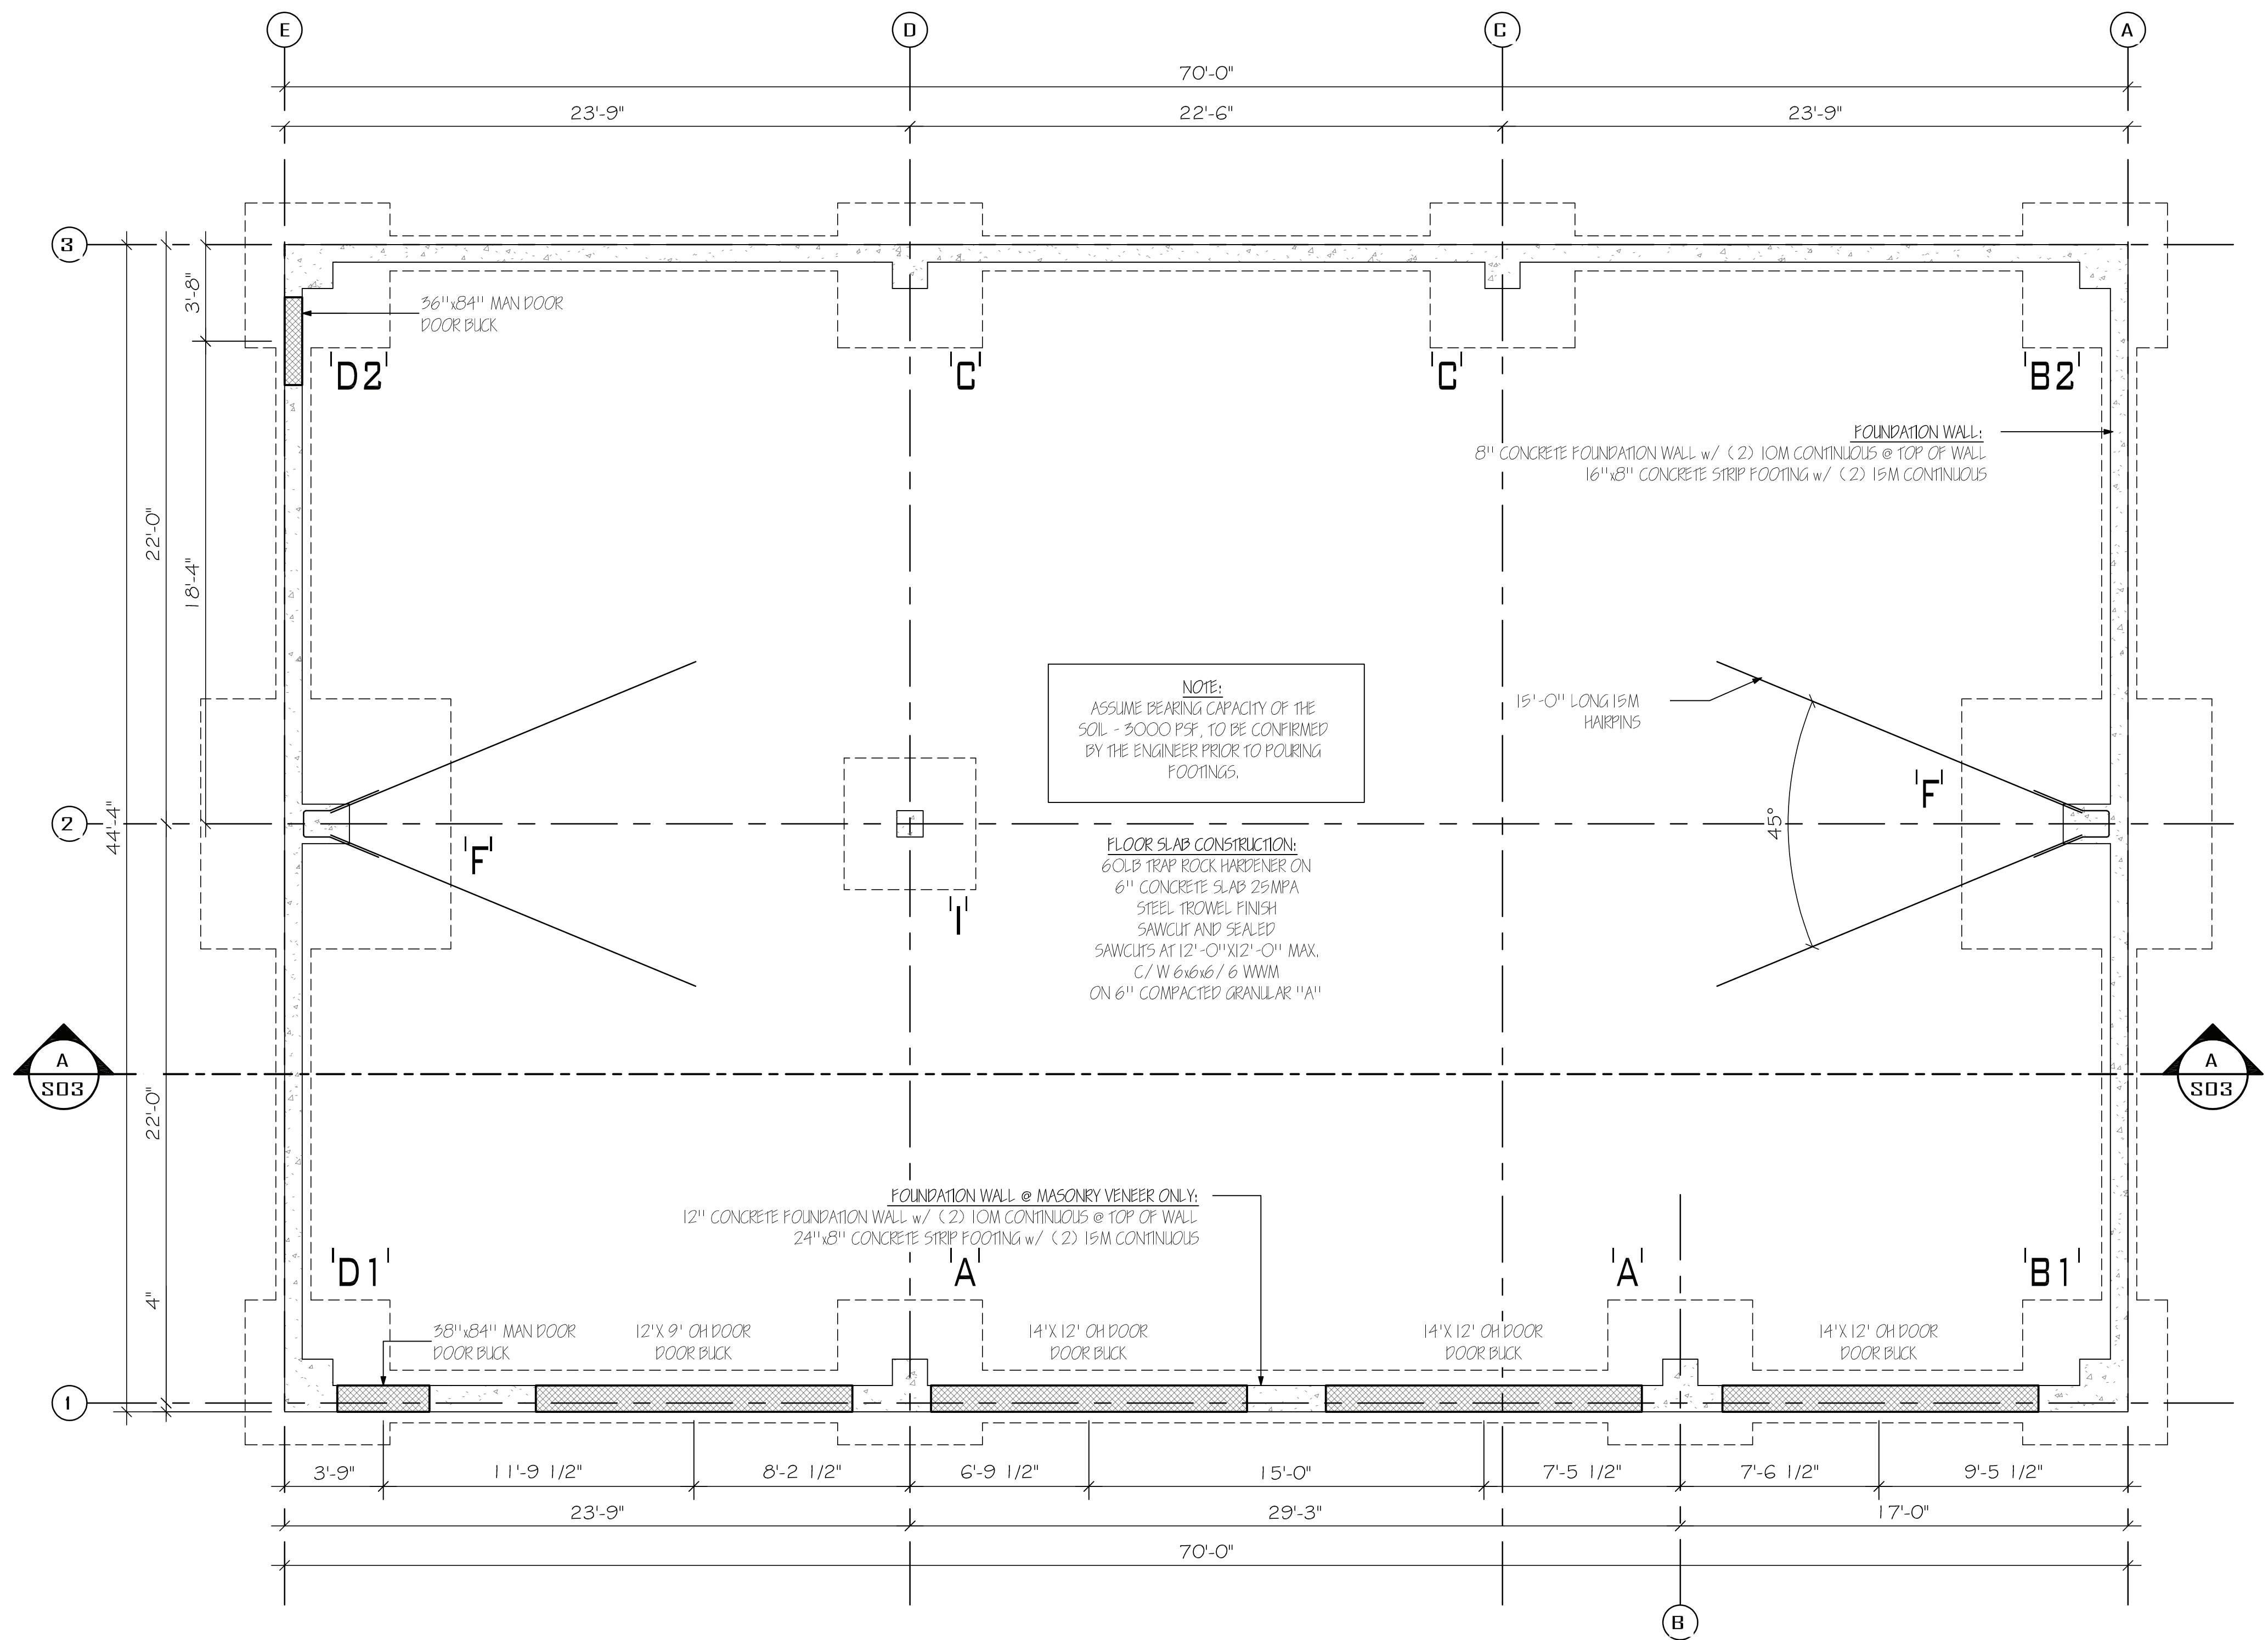 E
D
C
A
70'-0"
23'-9"
22'-6"
23'-9"
3
3'-8"
36"x84" MAN DOOR
DOOR BUCK
'D2'
'C'
'C'
'B2'
FOUNDATION WALL:
8" CONCRETE FOUNDATION WALL w/ (2) 10M CONTINUOUS @ TOP OF WALL
16"x8" CONCRETE STRIP FOOTING w/ (2) 15M CONTINUOUS
22'-0"
18'-4"
NOTE:
ASSUME BEARING CAPACITY OF THE
SOIL - 3000 PSF, TO BE CONFIRMED
BY THE ENGINEER PRIOR TO POURING
FOOTINGS.
15'-0" LONG 15M
HAIRPINS
2
44'-4"
'F'
'I'
'F'
45°
FLOOR SLAB CONSTRUCTION:
60LB TRAP ROCK HARDENER ON
6" CONCRETE SLAB 25MPA
STEEL TROWEL FINISH
SAWCUT AND SEALED
SAWCUTS AT 12'-0"X12'-0" MAX.
C/W 6x6x6/6 WWM
ON 6" COMPACTED GRANULAR "A"
A
S03
A
S03
22'-0"
FOUNDATION WALL @ MASONRY VENEER ONLY:
12" CONCRETE FOUNDATION WALL w/ (2) 10M CONTINUOUS @ TOP OF WALL
24"x8" CONCRETE STRIP FOOTING w/ (2) 15M CONTINUOUS
'D1'
'A'
'A'
'B1'
4"
38"x84" MAN DOOR
DOOR BUCK
12'X 9' OH DOOR
DOOR BUCK
14'X 12' OH DOOR
DOOR BUCK
14'X 12' OH DOOR
DOOR BUCK
14'X 12' OH DOOR
DOOR BUCK
1
3'-9"
11'-9 1/2"
8'-2 1/2"
6'-9 1/2"
15'-0"
7'-5 1/2"
7'-6 1/2"
9'-5 1/2"
23'-9"
29'-3"
17'-0"
70'-0"
B